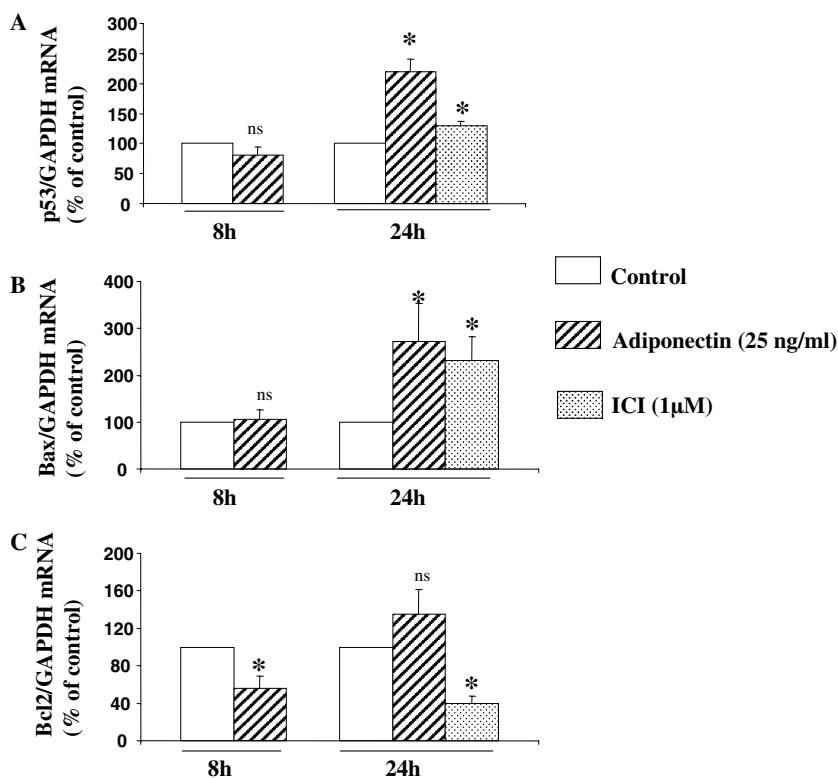 A
p53/GAPDH mRNA
(% of control)
300
250
200
150
100
50
0
ns
*
*
8h
24h
B
Bax/GAPDH mRNA
(% of control)
400
300
200
100
0
ns
*
*
8h
24h
Control
Adiponectin (25 ng/ml)
ICI (1µM)
C
Bcl2/GAPDH mRNA
(% of control)
200
160
120
80
40
0
*
ns
*
8h
24h